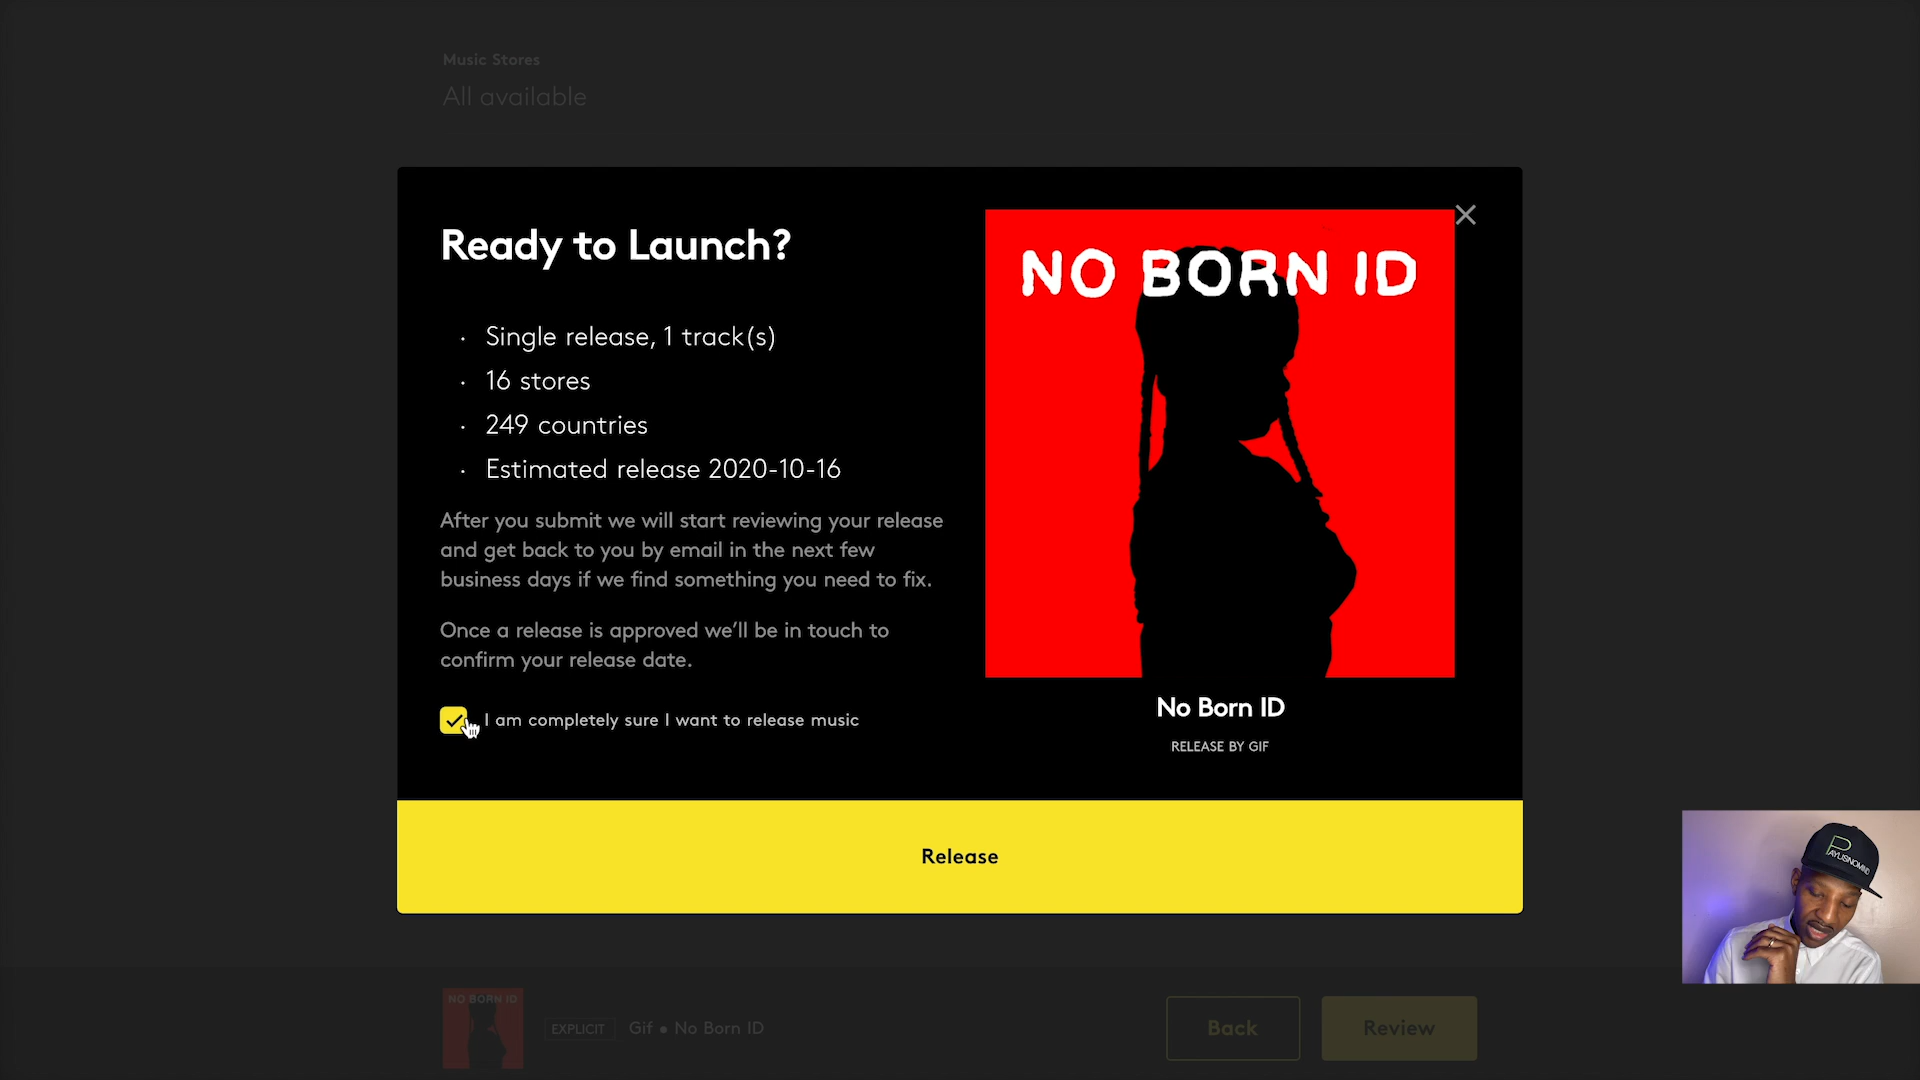 Music Stores
All available
Ready to Launch?
· Single release, 1 track(s)
· 16 stores
· 249 countries
· Estimated release 2020-10-16
After you submit we will start reviewing your release
and get back to you by email in the next few
business days if we find something you need to fix.
Once a release is approved we’ll be in touch to
confirm your release date.
I am completely sure I want to release music
NO BORN ID
No Born ID
RELEASE BY GIF
Release
PAYUSNOMIND
NO BORN ID
EXPLICIT Gif • No Born ID
Back
Review